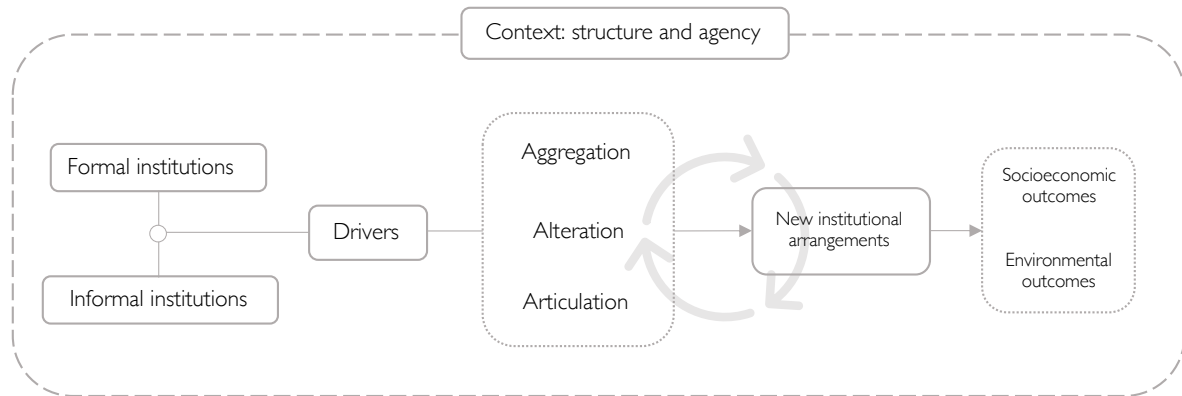 Context: structure and agency
Formal institutions
Informal institutions
Drivers
Aggregation
Alteration
Articulation
New institutional
arrangements
Socioeconomic
outcomes
Environmental
outcomes